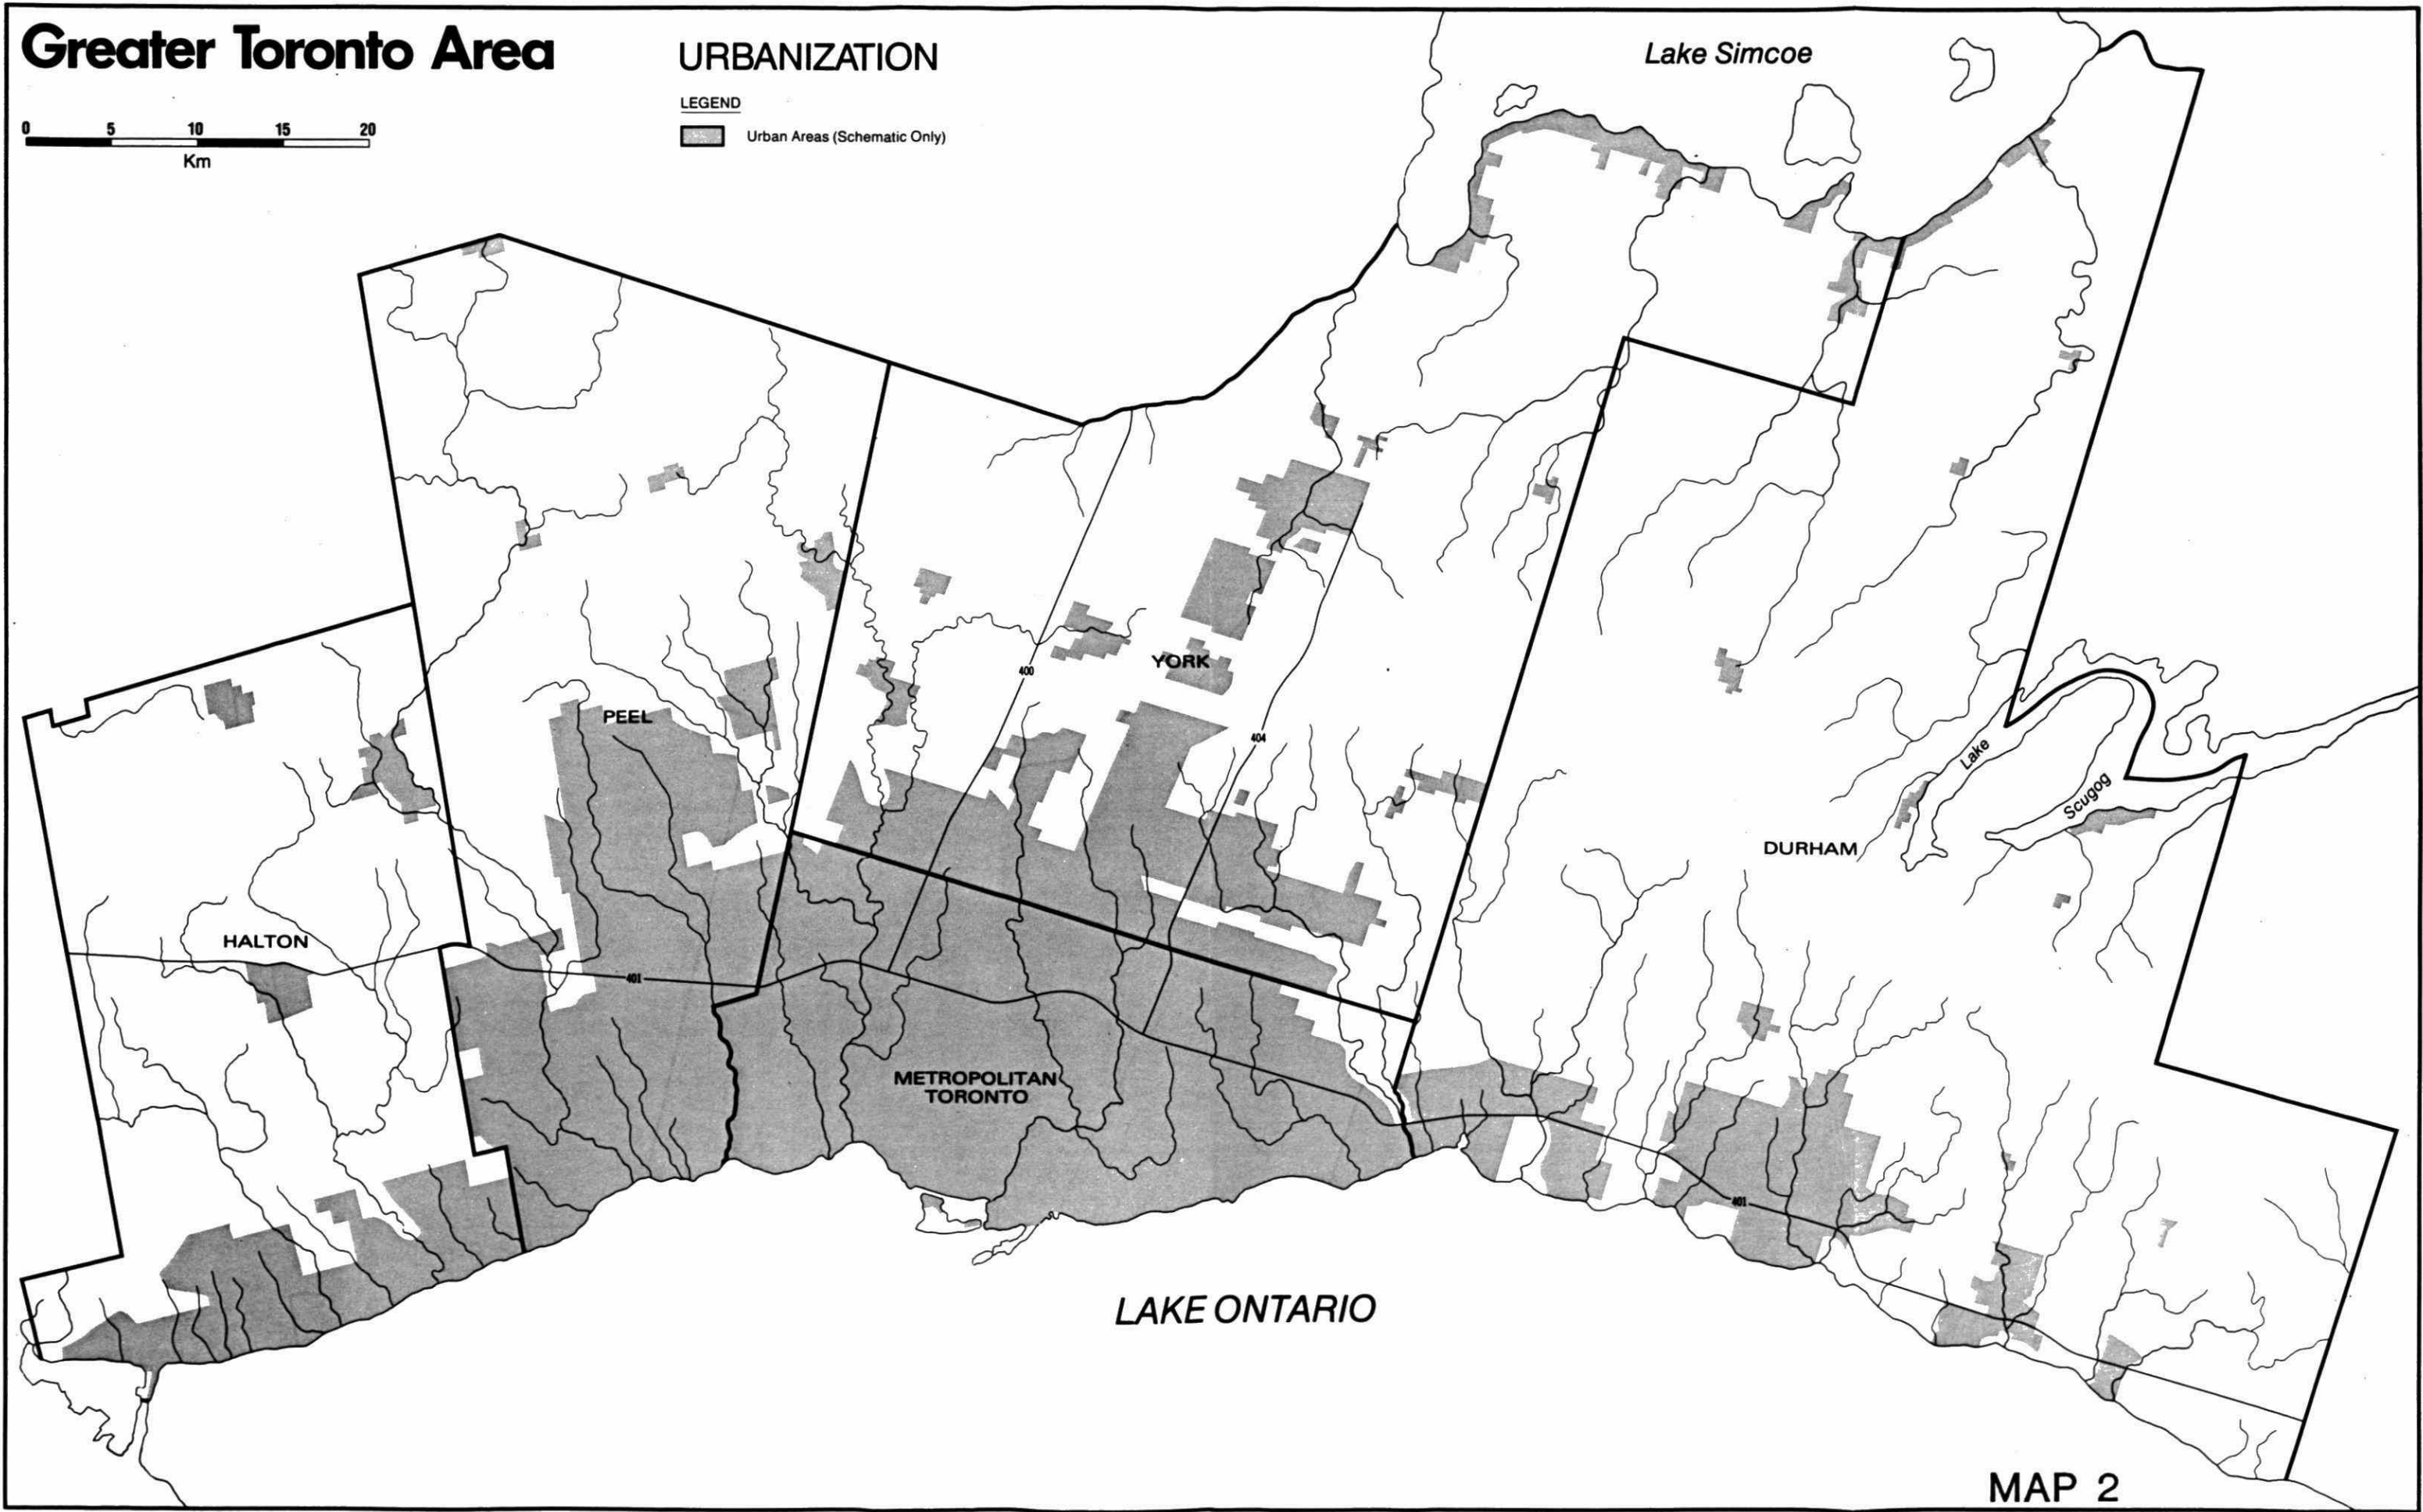 Greater Toronto Area
URBANIZATION
LEGEND
Urban Areas (Schematic Only)
0 5 10 15 20
Km
Lake Simcoe
YORK
400
404
PEEL
Lake
Scugog
DURHAM
HALTON
401
METROPOLITAN
TORONTO
401
LAKE ONTARIO
MAP 2